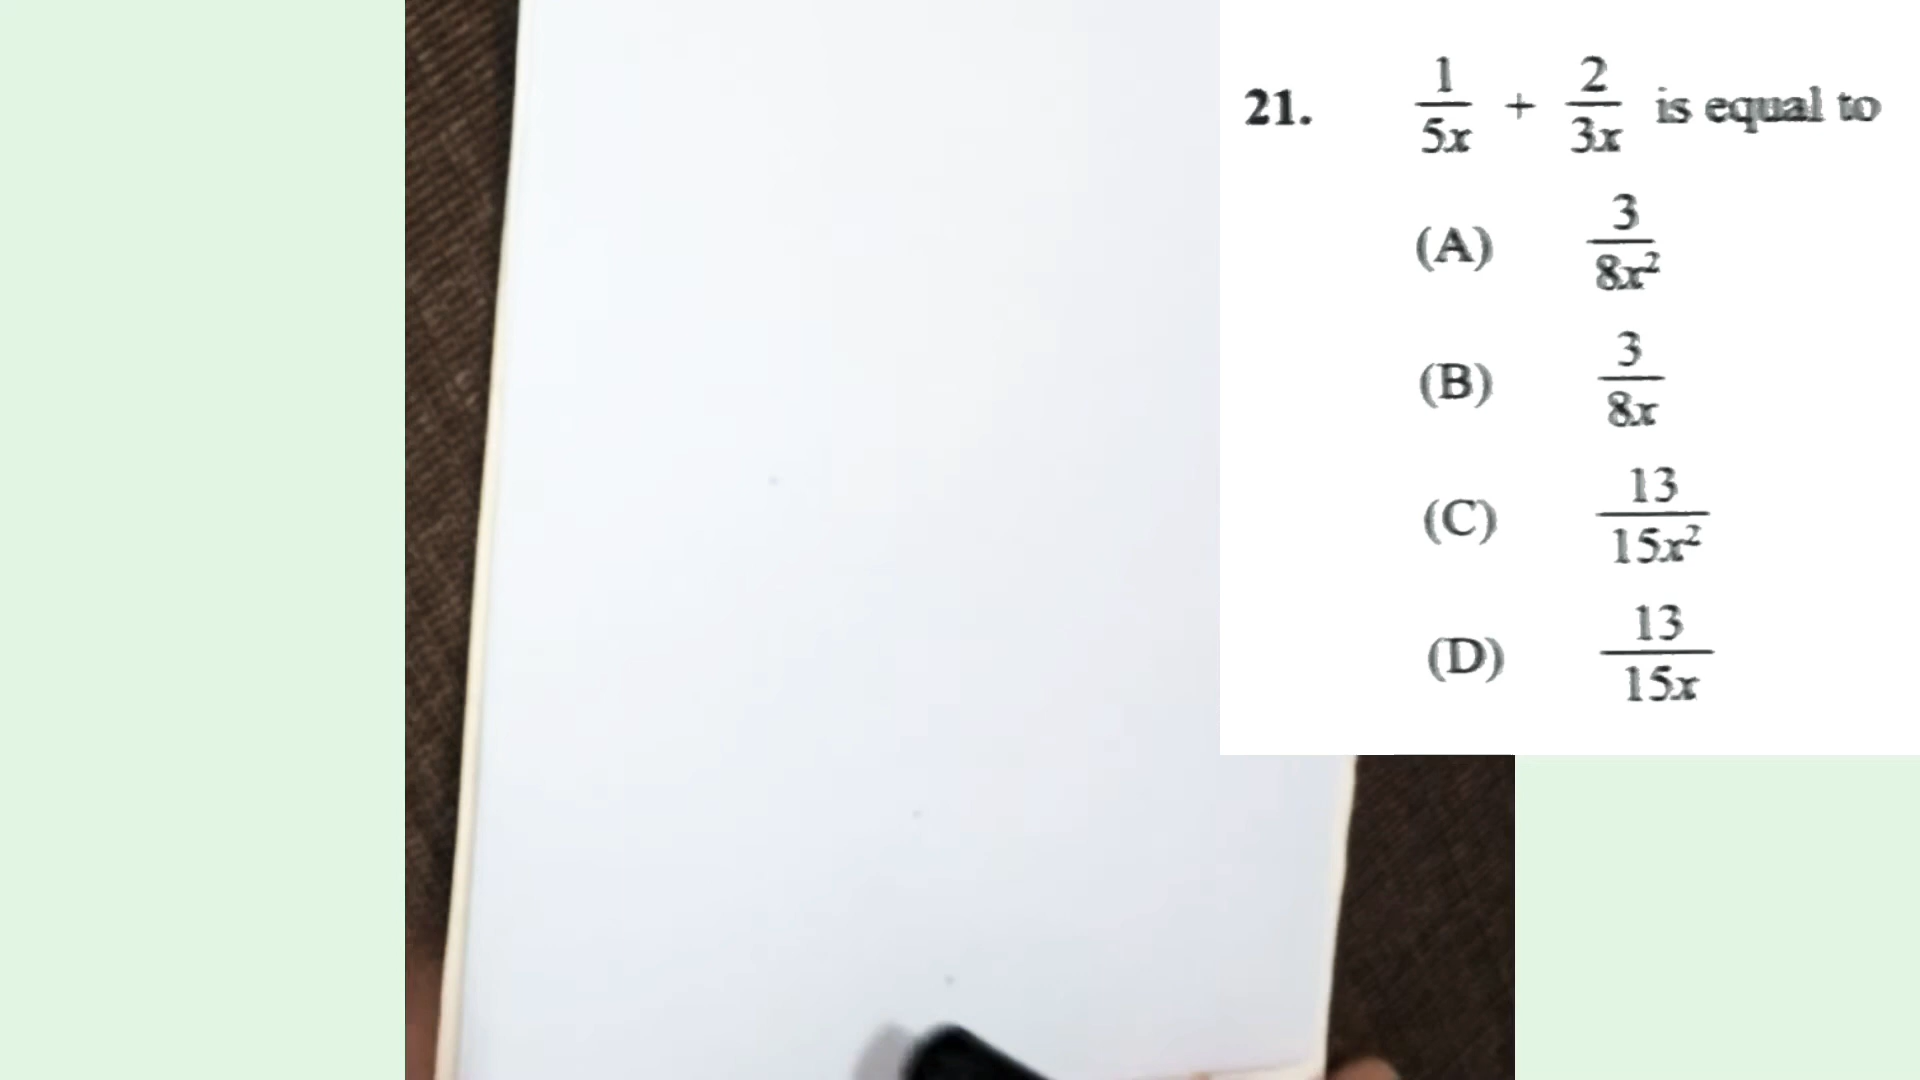 21. 1/5x + 2/3x is equal to
(A) 3/8x²
(B) 3/8x
(C) 13/15x²
(D) 13/15x